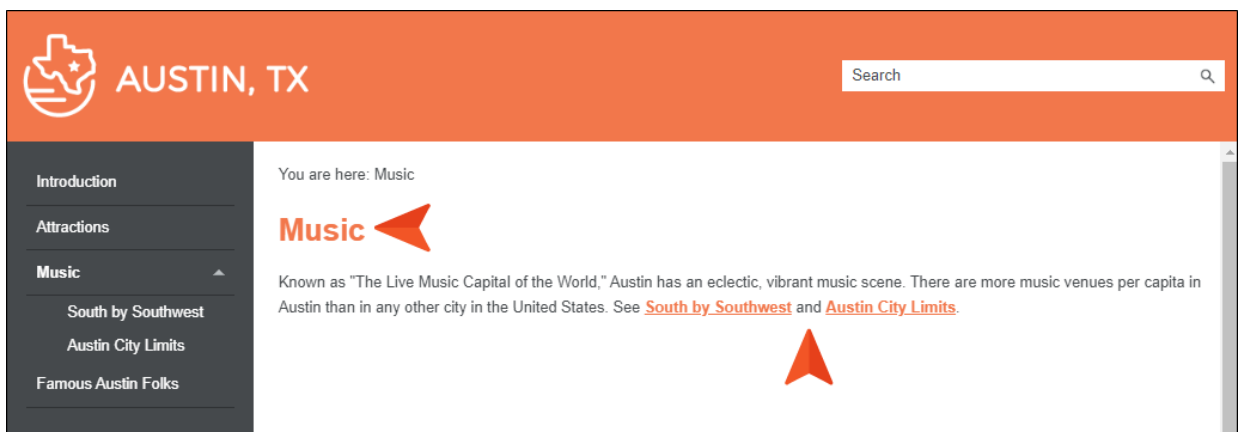 AUSTIN, TX
Search
Introduction
Attractions
Music
South by Southwest
Austin City Limits
Famous Austin Folks
You are here: Music
Music
Known as "The Live Music Capital of the World," Austin has an eclectic, vibrant music scene. There are more music venues per capita in
Austin than in any other city in the United States. See South by Southwest and Austin City Limits.